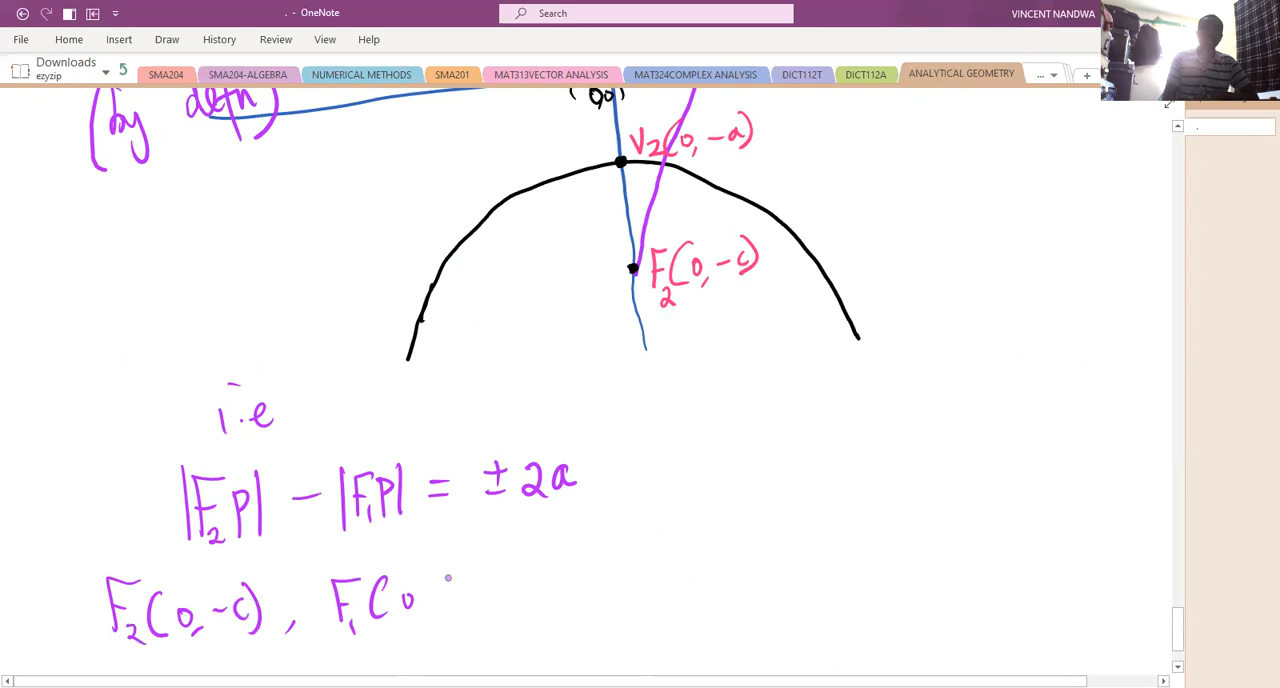 . - OneNote
Search
VINCENT NANDWA
File Home Insert Draw History Review View Help
Downloads
ezyzip
SMA204 SMA204-ALGEBRA NUMERICAL METHODS SMA201 MAT313VECTOR ANALYSIS MAT324COMPLEX ANALYSIS DICT112T DICT112A ANALYTICAL GEOMETRY ...
(by defn)
(0,0)
V2(0, -a)
F2(0, -c)
i.e
|F2P| - |F1P| = ± 2a
F2(0, -c), F1(0